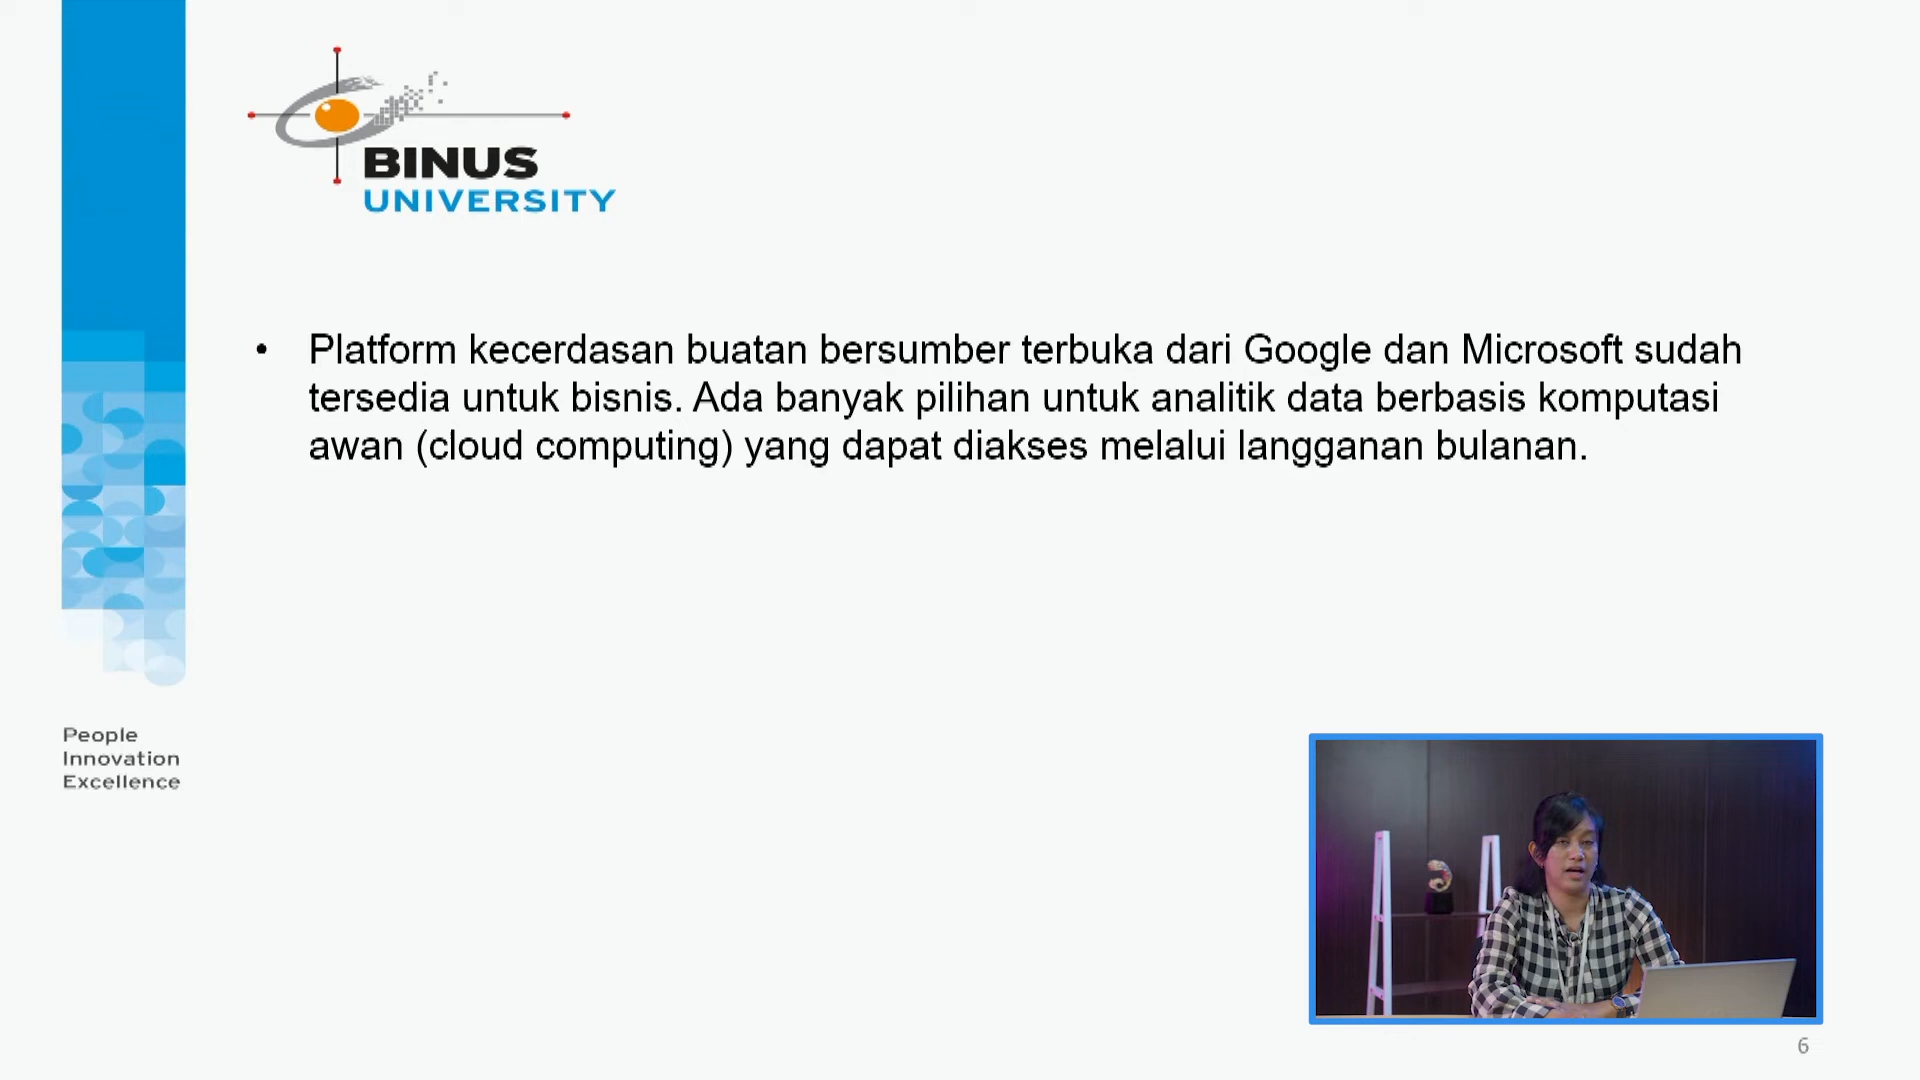 BINUS
UNIVERSITY
• Platform kecerdasan buatan bersumber terbuka dari Google dan Microsoft sudah
tersedia untuk bisnis. Ada banyak pilihan untuk analitik data berbasis komputasi
awan (cloud computing) yang dapat diakses melalui langganan bulanan.
People
Innovation
Excellence
6